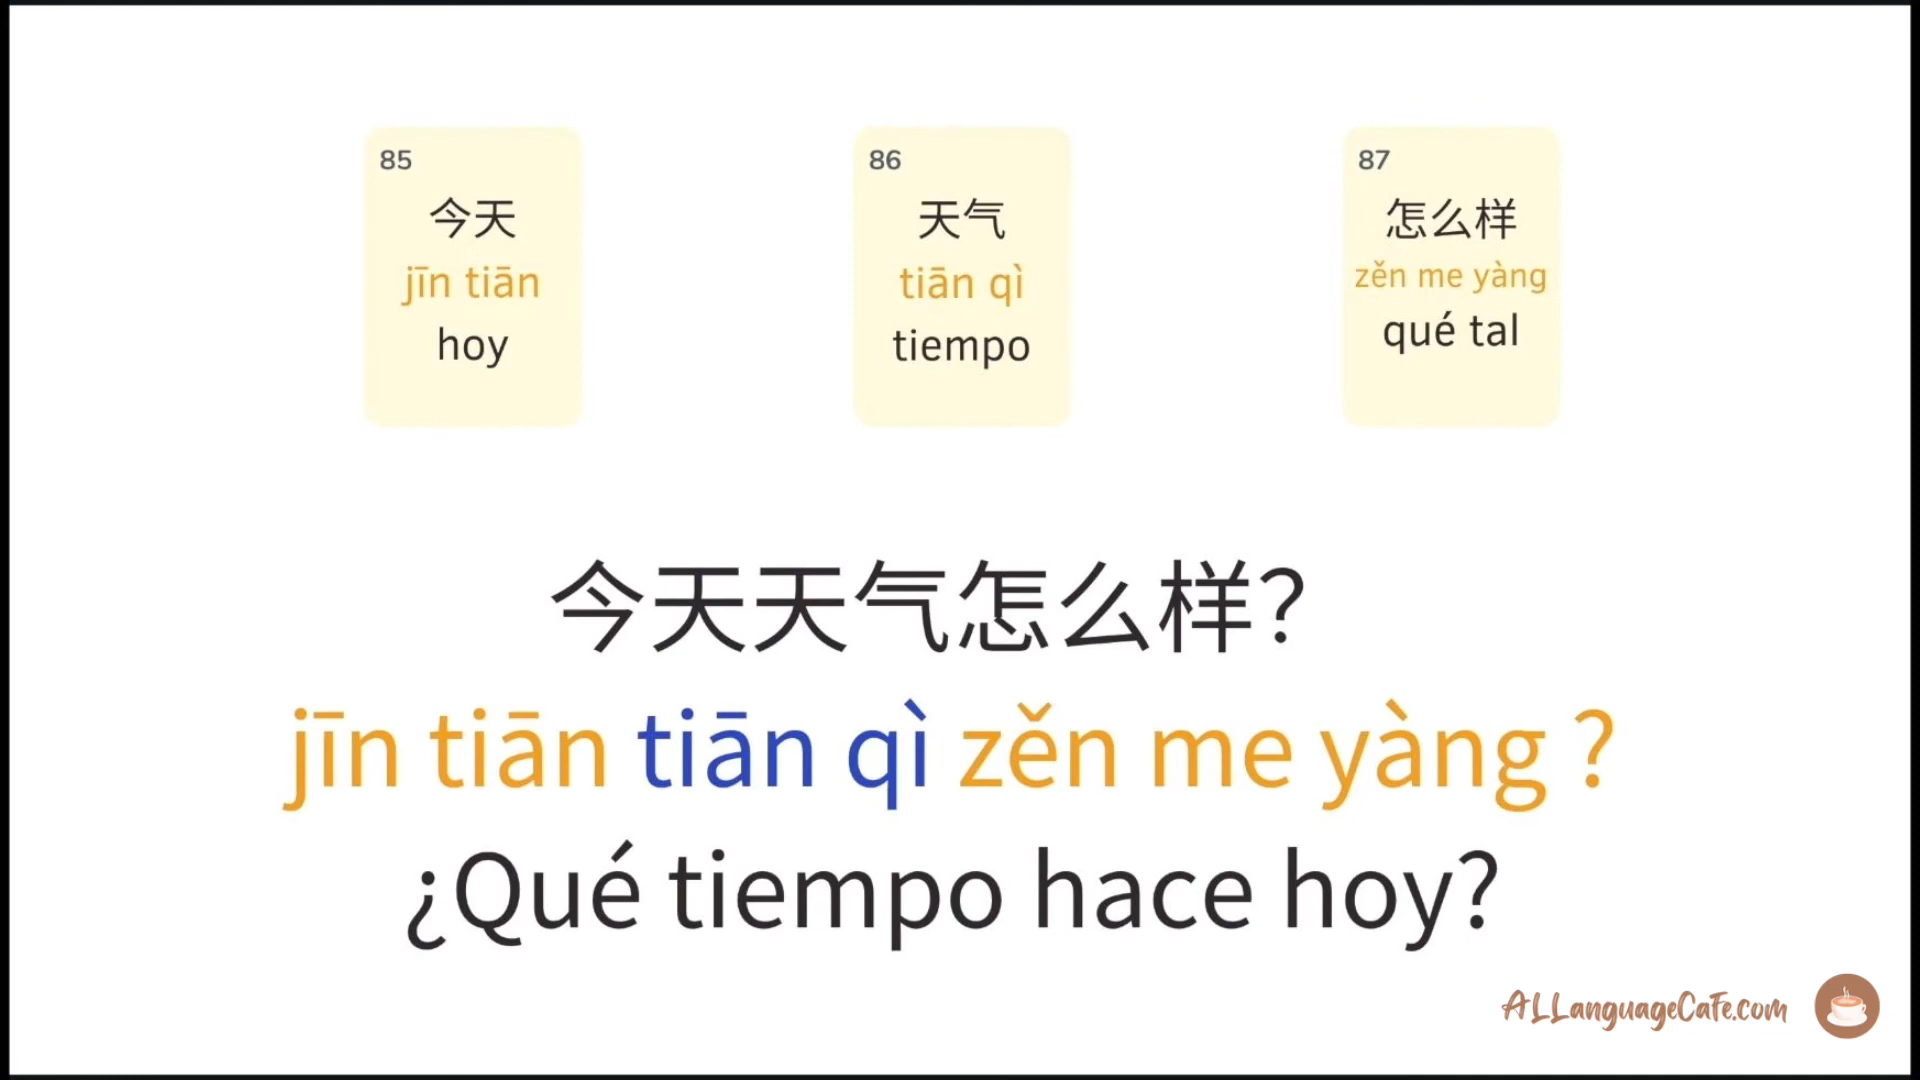 85
今天
jīn tiān
hoy
86
天气
tiān qì
tiempo
87
怎么样
zěn me yàng
qué tal
今天天气怎么样？
jīn tiān tiān qì zěn me yàng ?
¿Qué tiempo hace hoy?
ALLanguageCafe.com